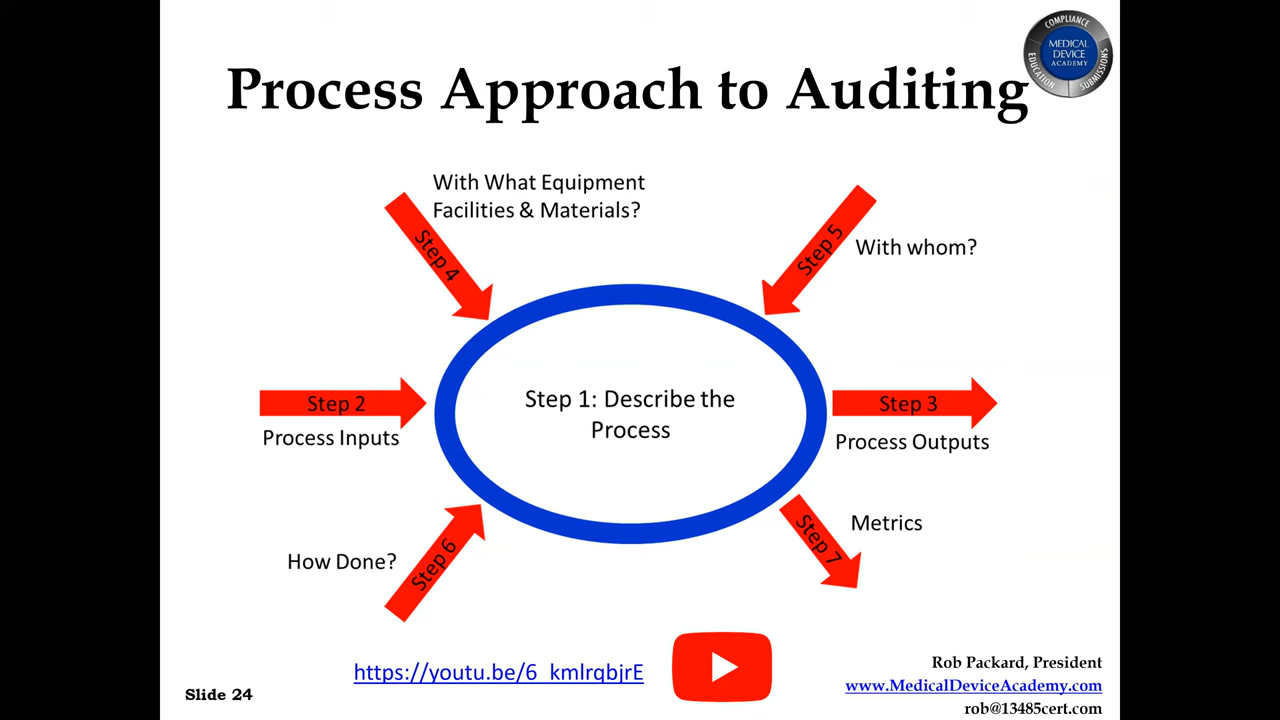 COMPLIANCE
MEDICAL
DEVICE
ACADEMY
EDUCATION
SUBMISSIONS
Process Approach to Auditing
With What Equipment
Facilities & Materials?
Step 4
Step 5
With whom?
Step 1: Describe the
Process
Step 2
Process Inputs
Step 3
Process Outputs
How Done?
Step 6
Step 7
Metrics
https://youtu.be/6_kmlrqbjrE
Slide 24
Rob Packard, President
www.MedicalDeviceAcademy.com
rob@13485cert.com